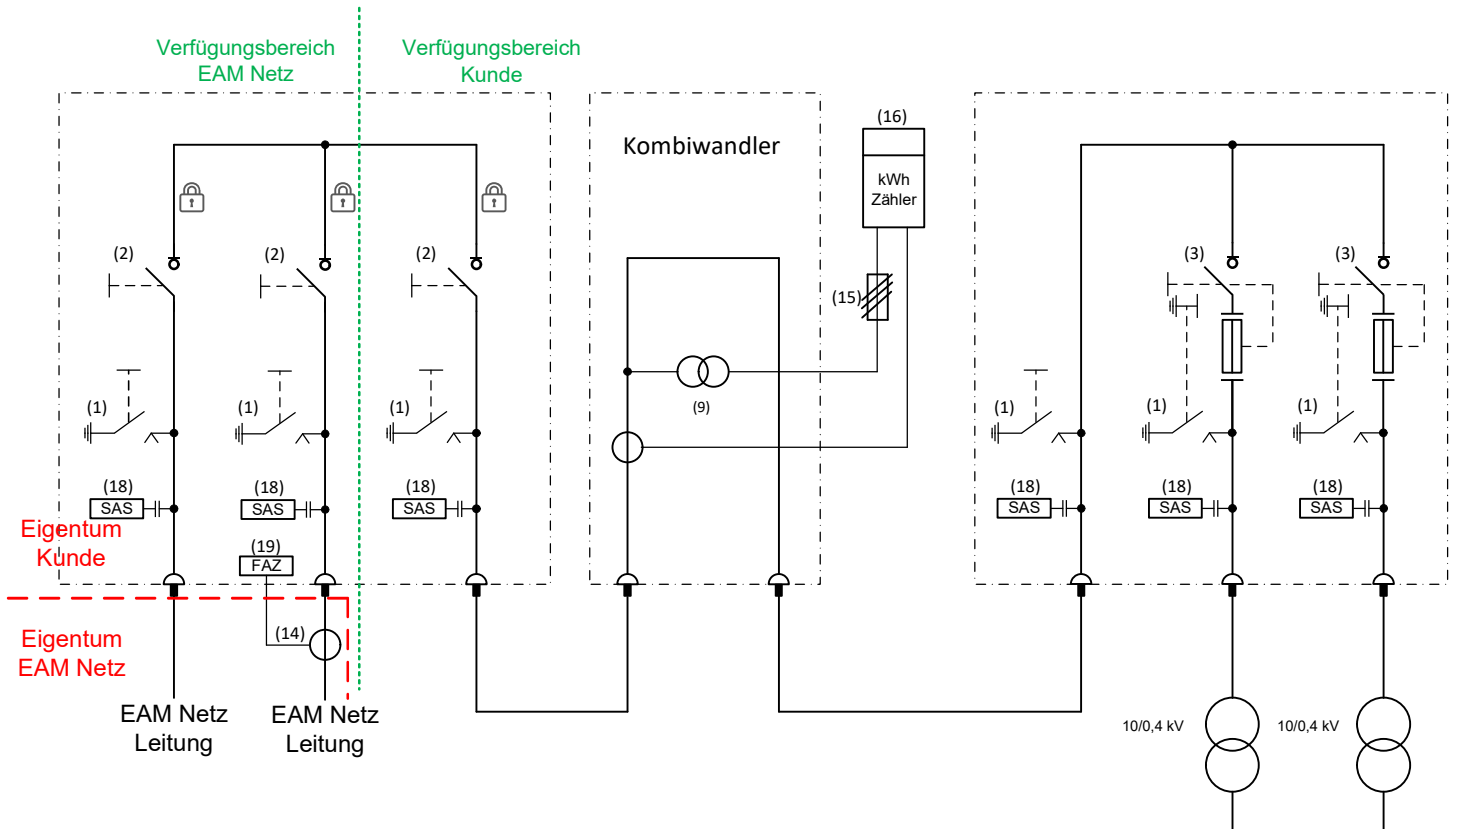 Verfügungsbereich
EAM Netz
Verfügungsbereich
Kunde
Kombiwandler
(16)
kWh
Zähler
(2)
(2)
(2)
(3)
(3)
(15)
(9)
(1)
(1)
(1)
(1)
(1)
(1)
(18)
SAS
(18)
SAS
(18)
SAS
(18)
SAS
(18)
SAS
(18)
SAS
Eigentum
Kunde
(19)
FAZ
Eigentum
EAM Netz
(14)
EAM Netz
Leitung
EAM Netz
Leitung
10/0,4 kV
10/0,4 kV